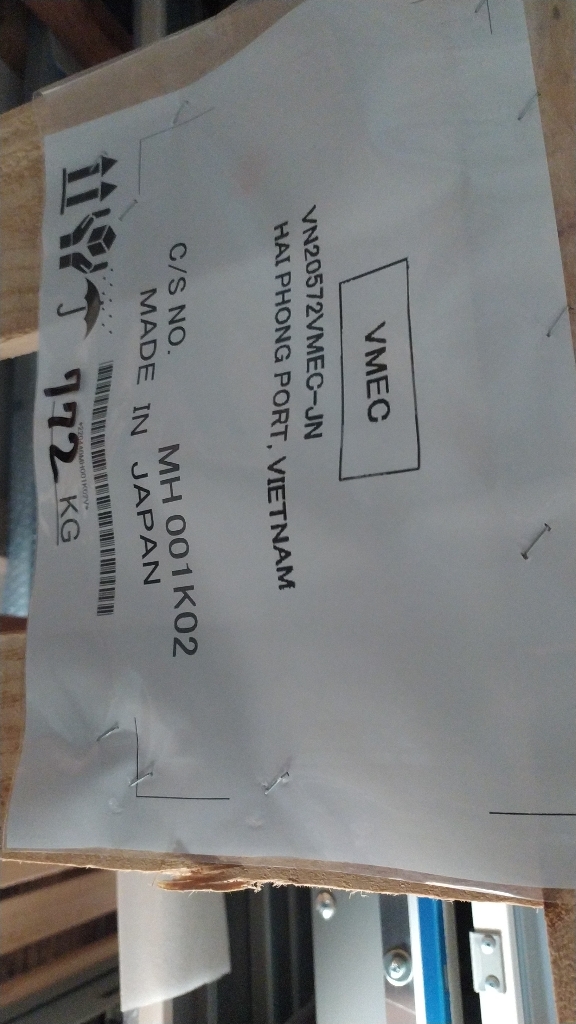 VMEC
VN20572VMEC-JN
HAI PHONG PORT, VIETNAM
C/S NO. MH 001K02
MADE IN JAPAN
772 KG